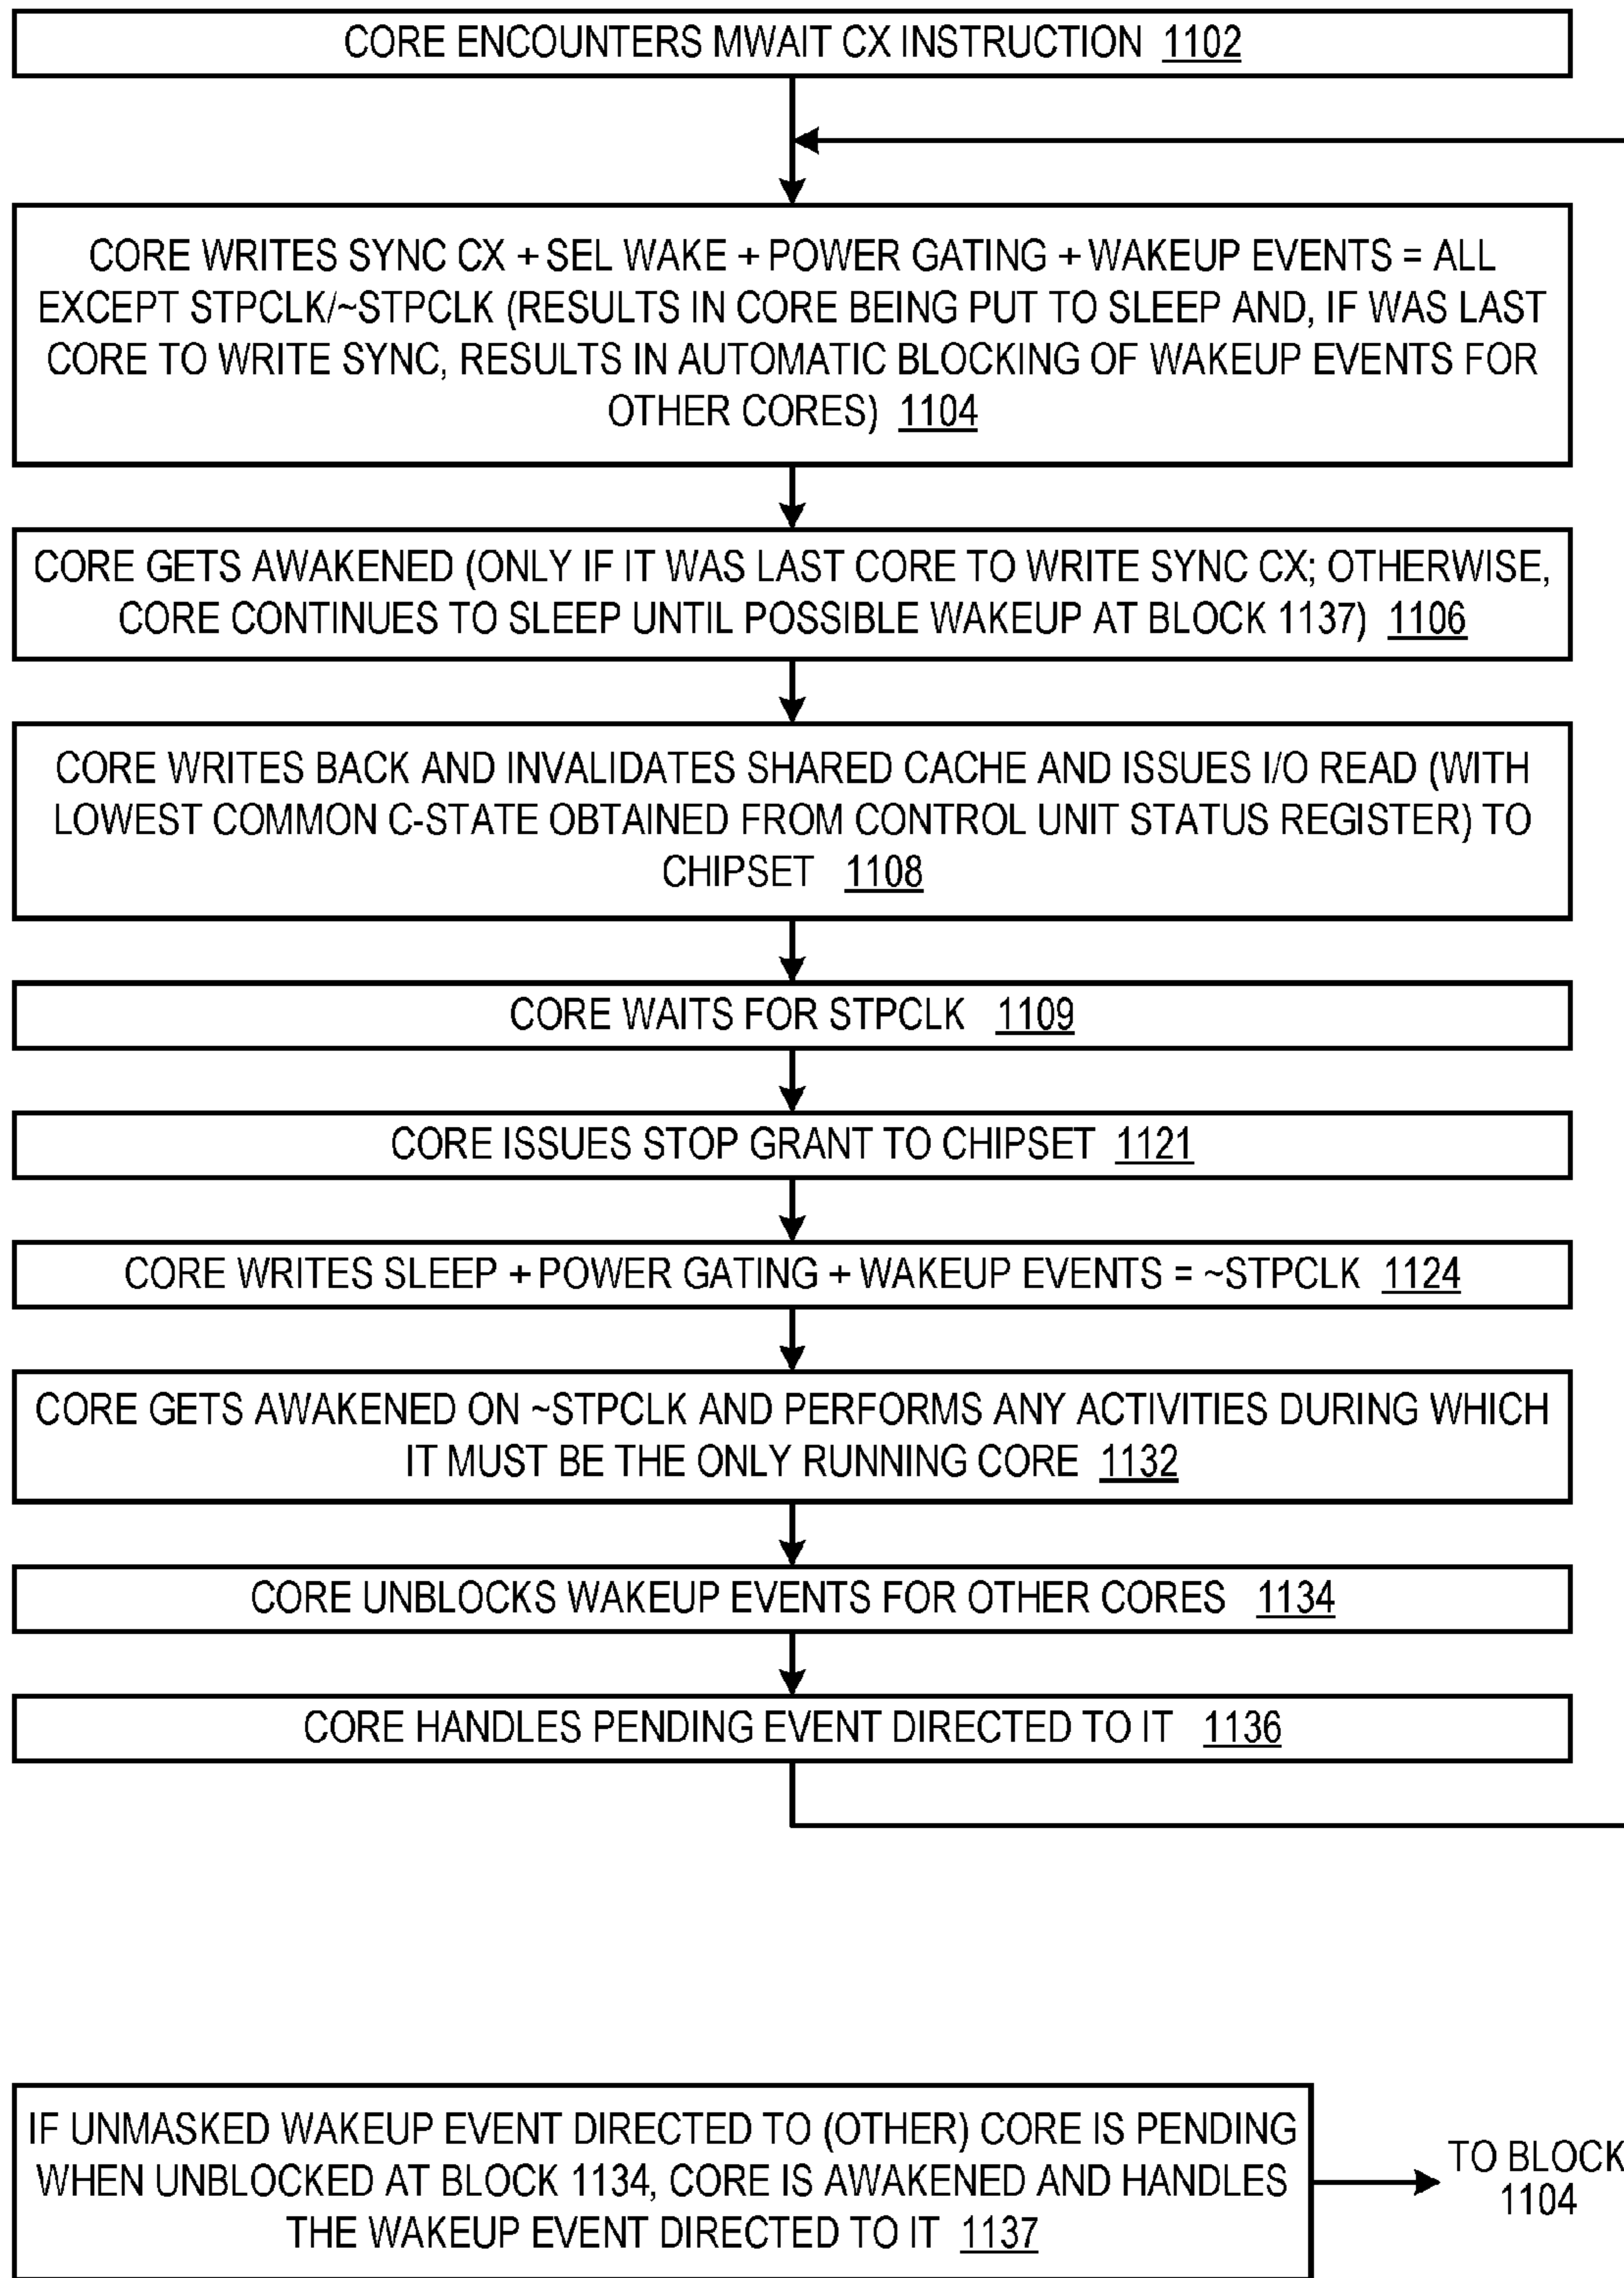 CORE ENCOUNTERS MWAIT CX INSTRUCTION 1102
CORE WRITES SYNC CX + SEL WAKE + POWER GATING + WAKEUP EVENTS = ALL
EXCEPT STPCLK/~STPCLK (RESULTS IN CORE BEING PUT TO SLEEP AND, IF WAS LAST
CORE TO WRITE SYNC, RESULTS IN AUTOMATIC BLOCKING OF WAKEUP EVENTS FOR
OTHER CORES) 1104
CORE GETS AWAKENED (ONLY IF IT WAS LAST CORE TO WRITE SYNC CX; OTHERWISE,
CORE CONTINUES TO SLEEP UNTIL POSSIBLE WAKEUP AT BLOCK 1137) 1106
CORE WRITES BACK AND INVALIDATES SHARED CACHE AND ISSUES I/O READ (WITH
LOWEST COMMON C-STATE OBTAINED FROM CONTROL UNIT STATUS REGISTER) TO
CHIPSET 1108
CORE WAITS FOR STPCLK 1109
CORE ISSUES STOP GRANT TO CHIPSET 1121
CORE WRITES SLEEP + POWER GATING + WAKEUP EVENTS = ~STPCLK 1124
CORE GETS AWAKENED ON ~STPCLK AND PERFORMS ANY ACTIVITIES DURING WHICH
IT MUST BE THE ONLY RUNNING CORE 1132
CORE UNBLOCKS WAKEUP EVENTS FOR OTHER CORES 1134
CORE HANDLES PENDING EVENT DIRECTED TO IT 1136
IF UNMASKED WAKEUP EVENT DIRECTED TO (OTHER) CORE IS PENDING
WHEN UNBLOCKED AT BLOCK 1134, CORE IS AWAKENED AND HANDLES
THE WAKEUP EVENT DIRECTED TO IT 1137
TO BLOCK
1104